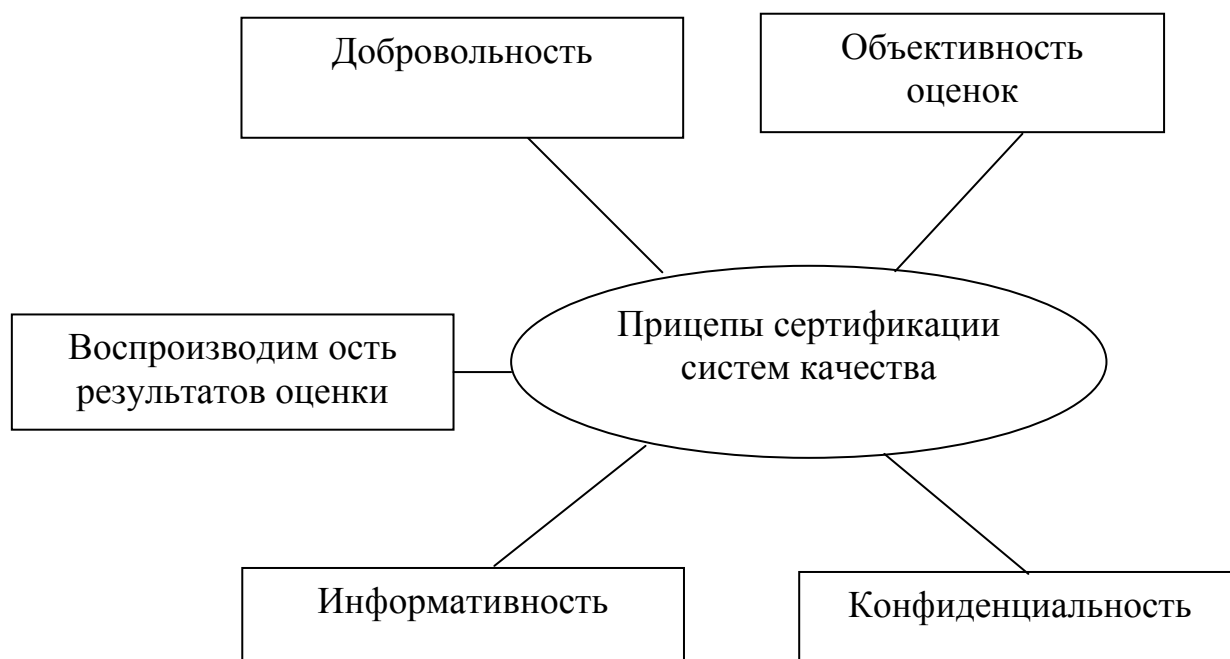 Добровольность
Объективность
оценок
Прицепы сертификации
систем качества
Воспроизводим ость
результатов оценки
Информативность
Конфиденциальность